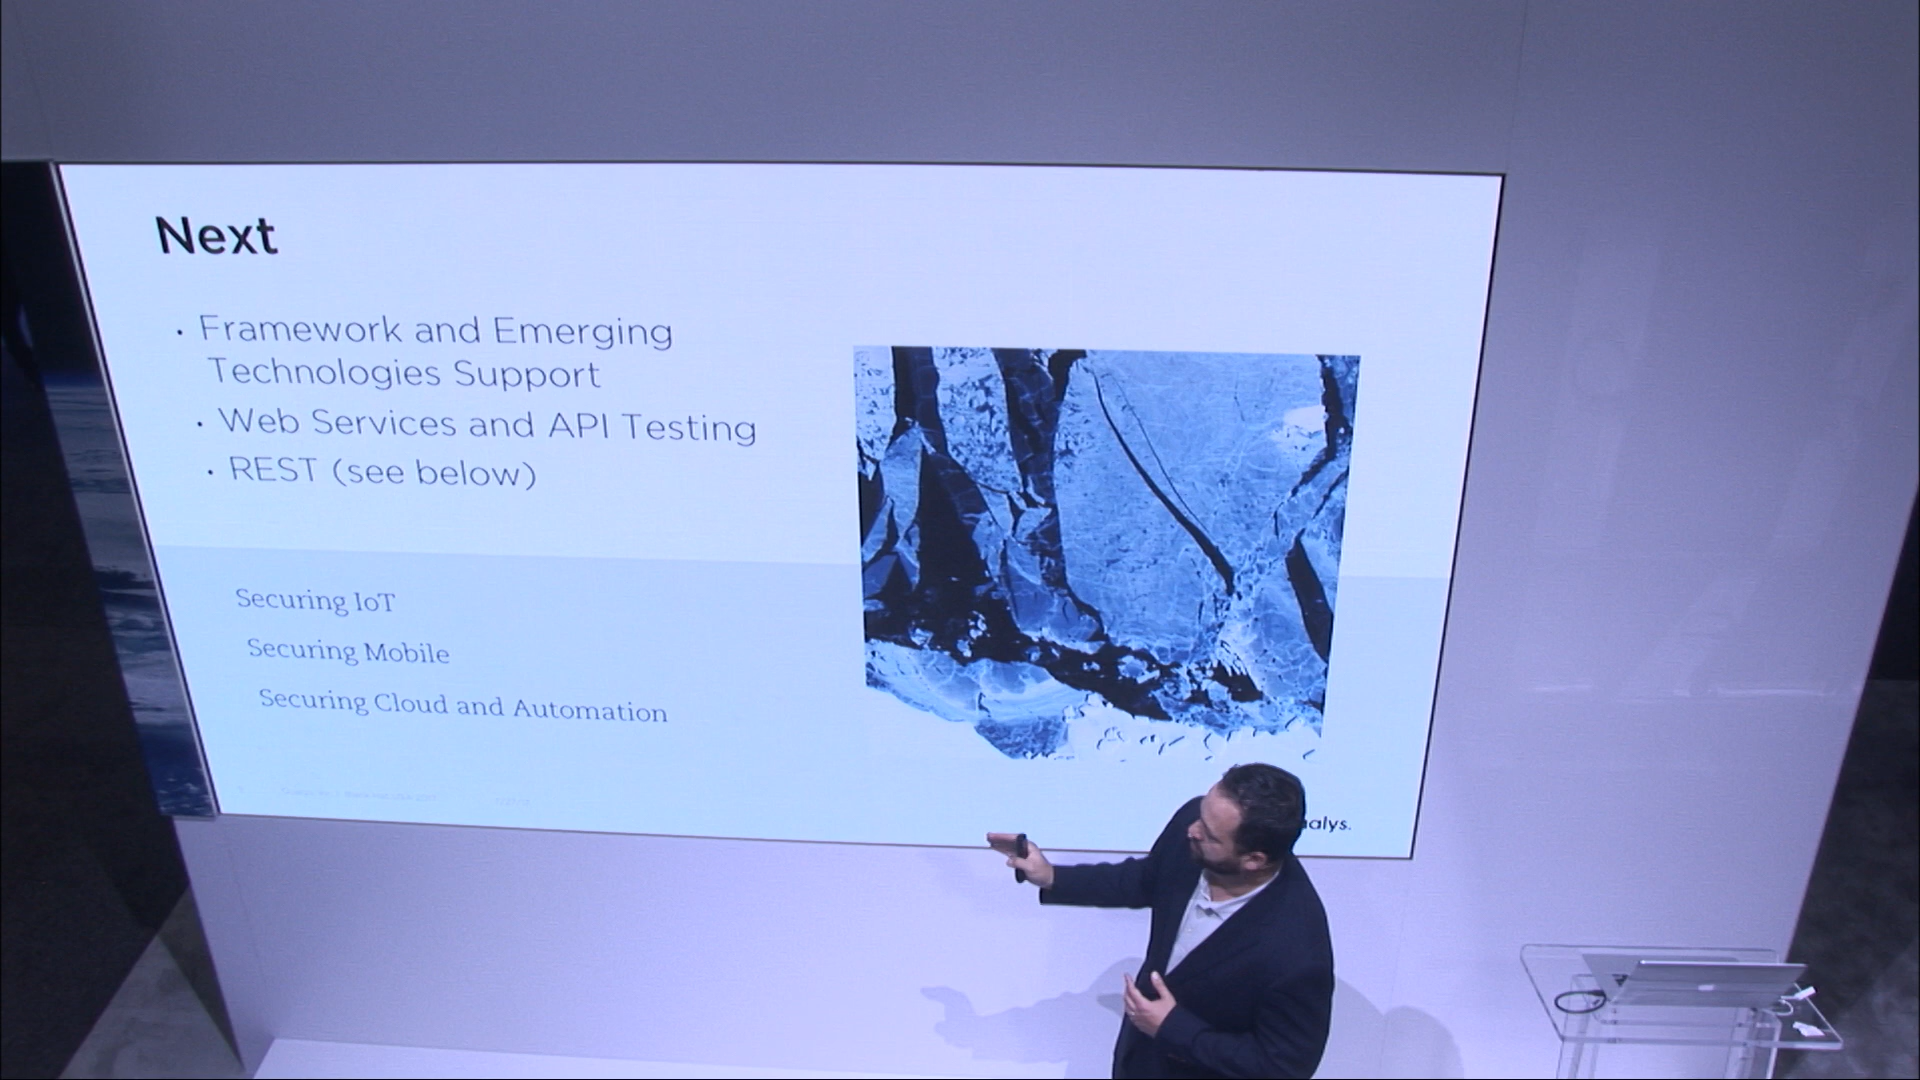 Next
Framework and Emerging
Technologies Support
Web Services and API Testing
REST (see below)
Securing IoT
Securing Mobile
Securing Cloud and Automation
alys.